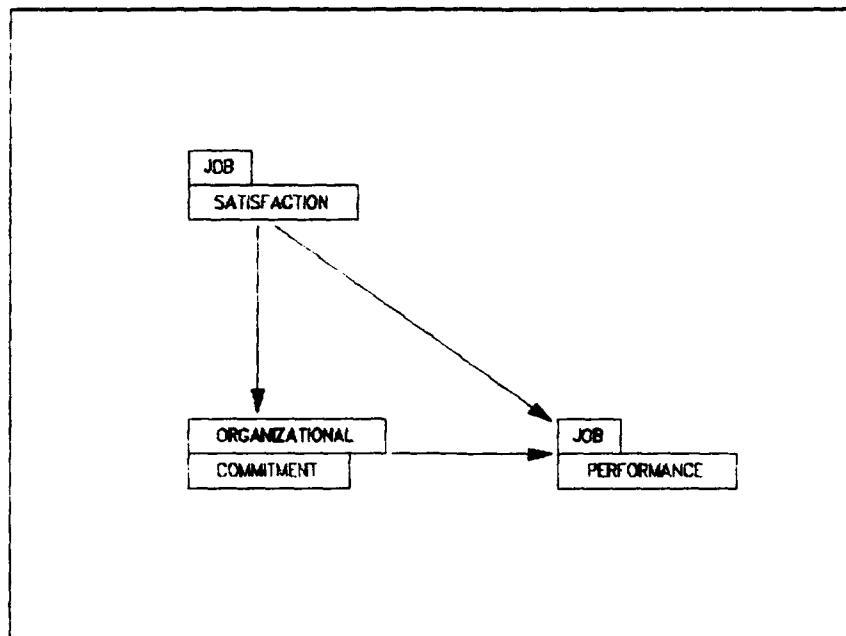 JOB
SATISFACTION
ORGANIZATIONAL
COMMITMENT
JOB
PERFORMANCE